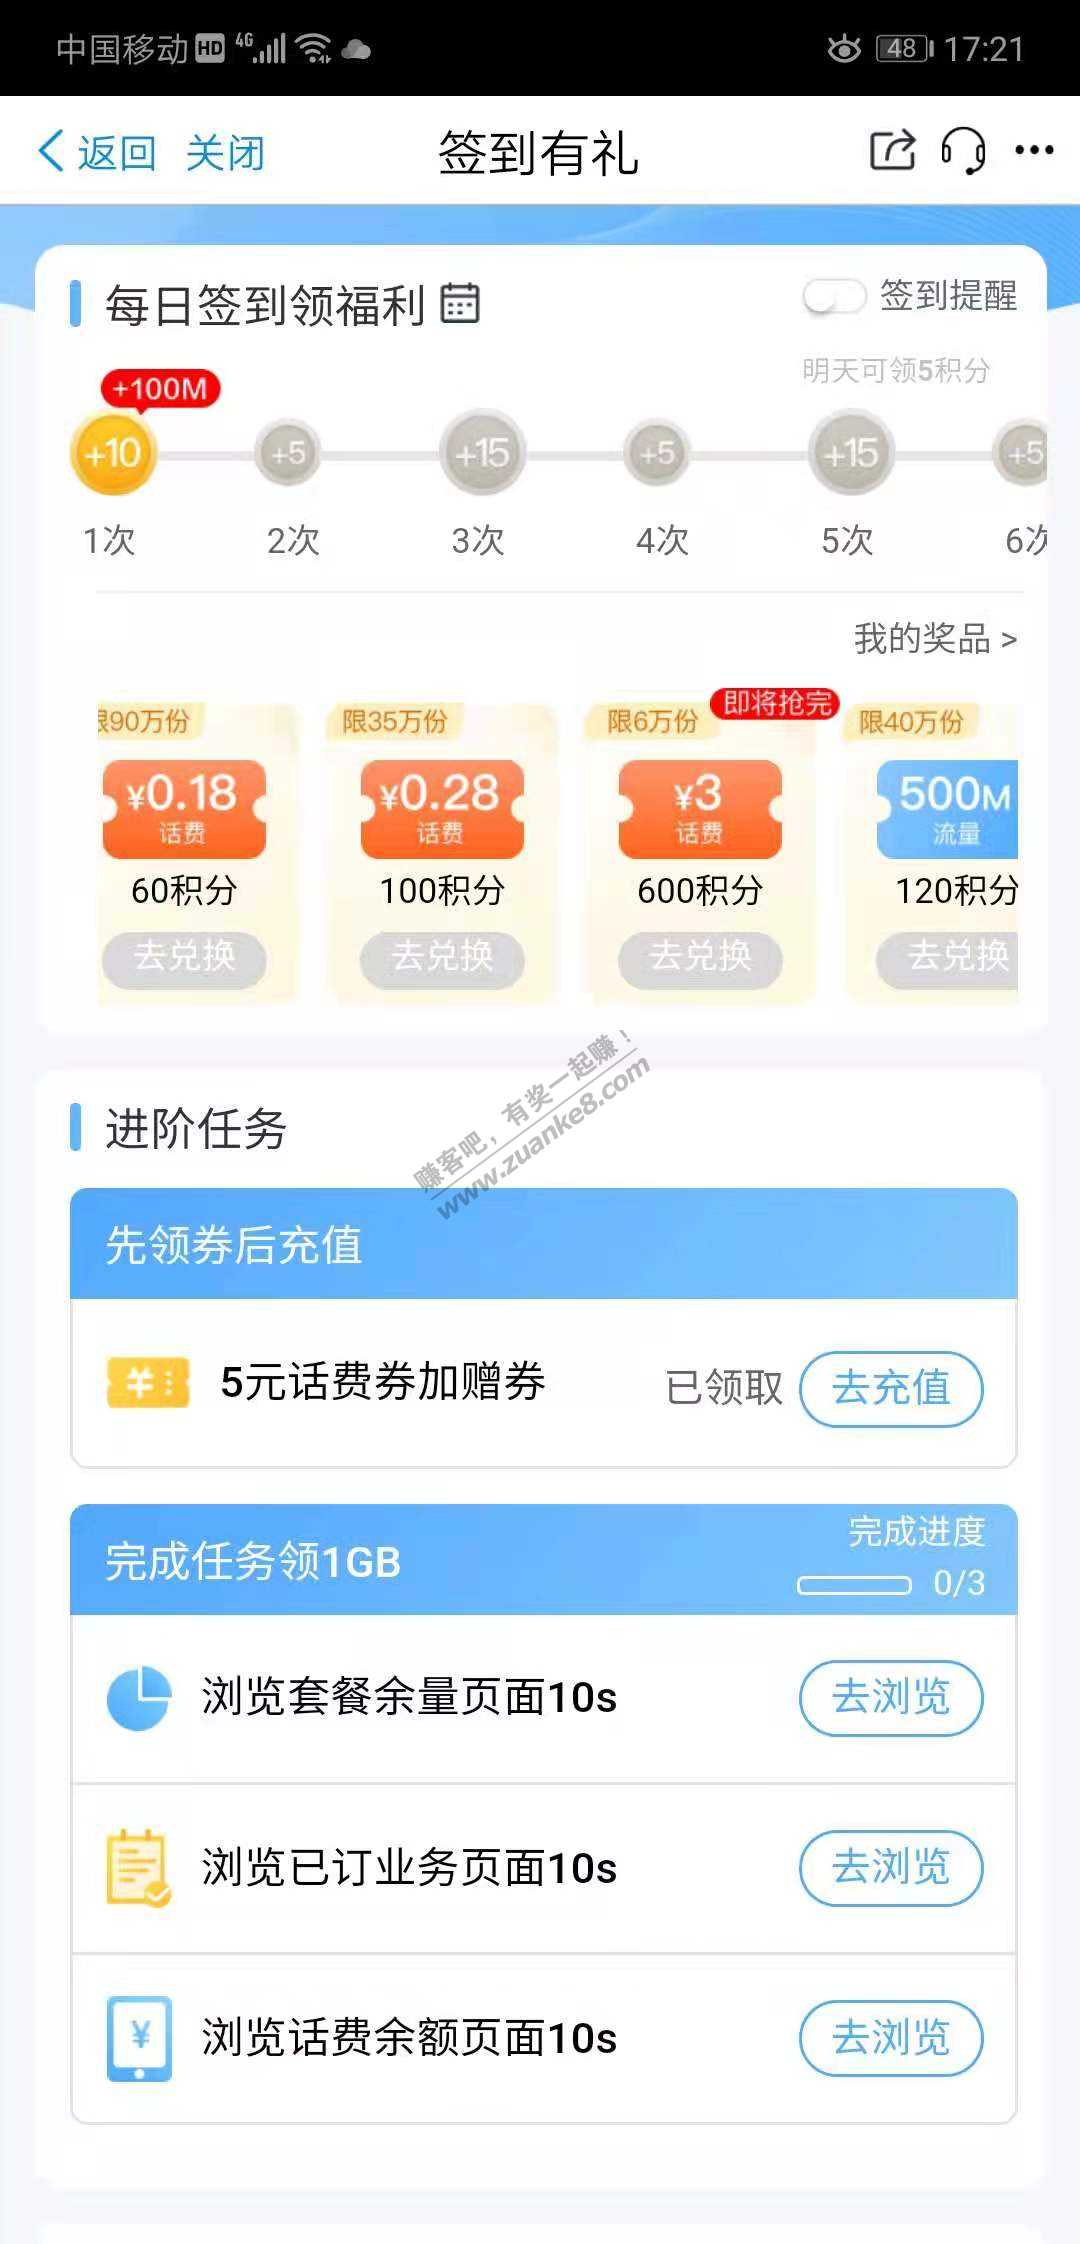 中国移动 HD 4G 48 17:21
返回 关闭 签到有礼
每日签到领福利 签到提醒
明天可领5积分
+100M
+10 +5 +15 +5 +15 +5
1次 2次 3次 4次 5次 6次
我的奖品 >
限90万份 限35万份 限6万份 即将抢完 限40万份
¥0.18 ¥0.28 ¥3 500M
话费 话费 话费 流量
60积分 100积分 600积分 120积分
去兑换 去兑换 去兑换 去兑换
赚客吧，有奖一起赚！
www.zuanke8.com
进阶任务
先领券后充值
5元话费券加赠券 已领取 去充值
完成任务领1GB 完成进度
0/3
浏览套餐余量页面10s 去浏览
浏览已订业务页面10s 去浏览
¥
浏览话费余额页面10s 去浏览